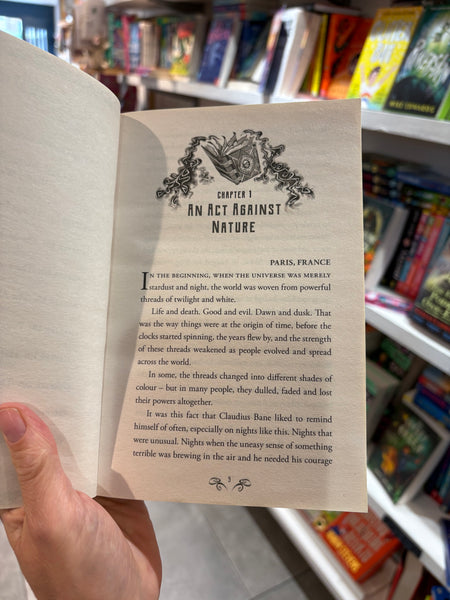 CHAPTER 1
AN ACT AGAINST
NATURE
PARIS, FRANCE
IN THE BEGINNING, WHEN THE UNIVERSE WAS MERELY
stardust and night, the world was woven from powerful
threads of twilight and white.
Life and death. Good and evil. Dawn and dusk. That
was the way things were at the origin of time, before the
clocks started spinning, the years flew by, and the strength
of these threads weakened as people evolved and spread
across the world.
In some, the threads changed into different shades of
colour – but in many people, they dulled, faded and lost
their powers altogether.
It was this fact that Claudius Bane liked to remind
himself of often, especially on nights like this. Nights that
were unusual. Nights when the uneasy sense of something
terrible was brewing in the air and he needed his courage
3